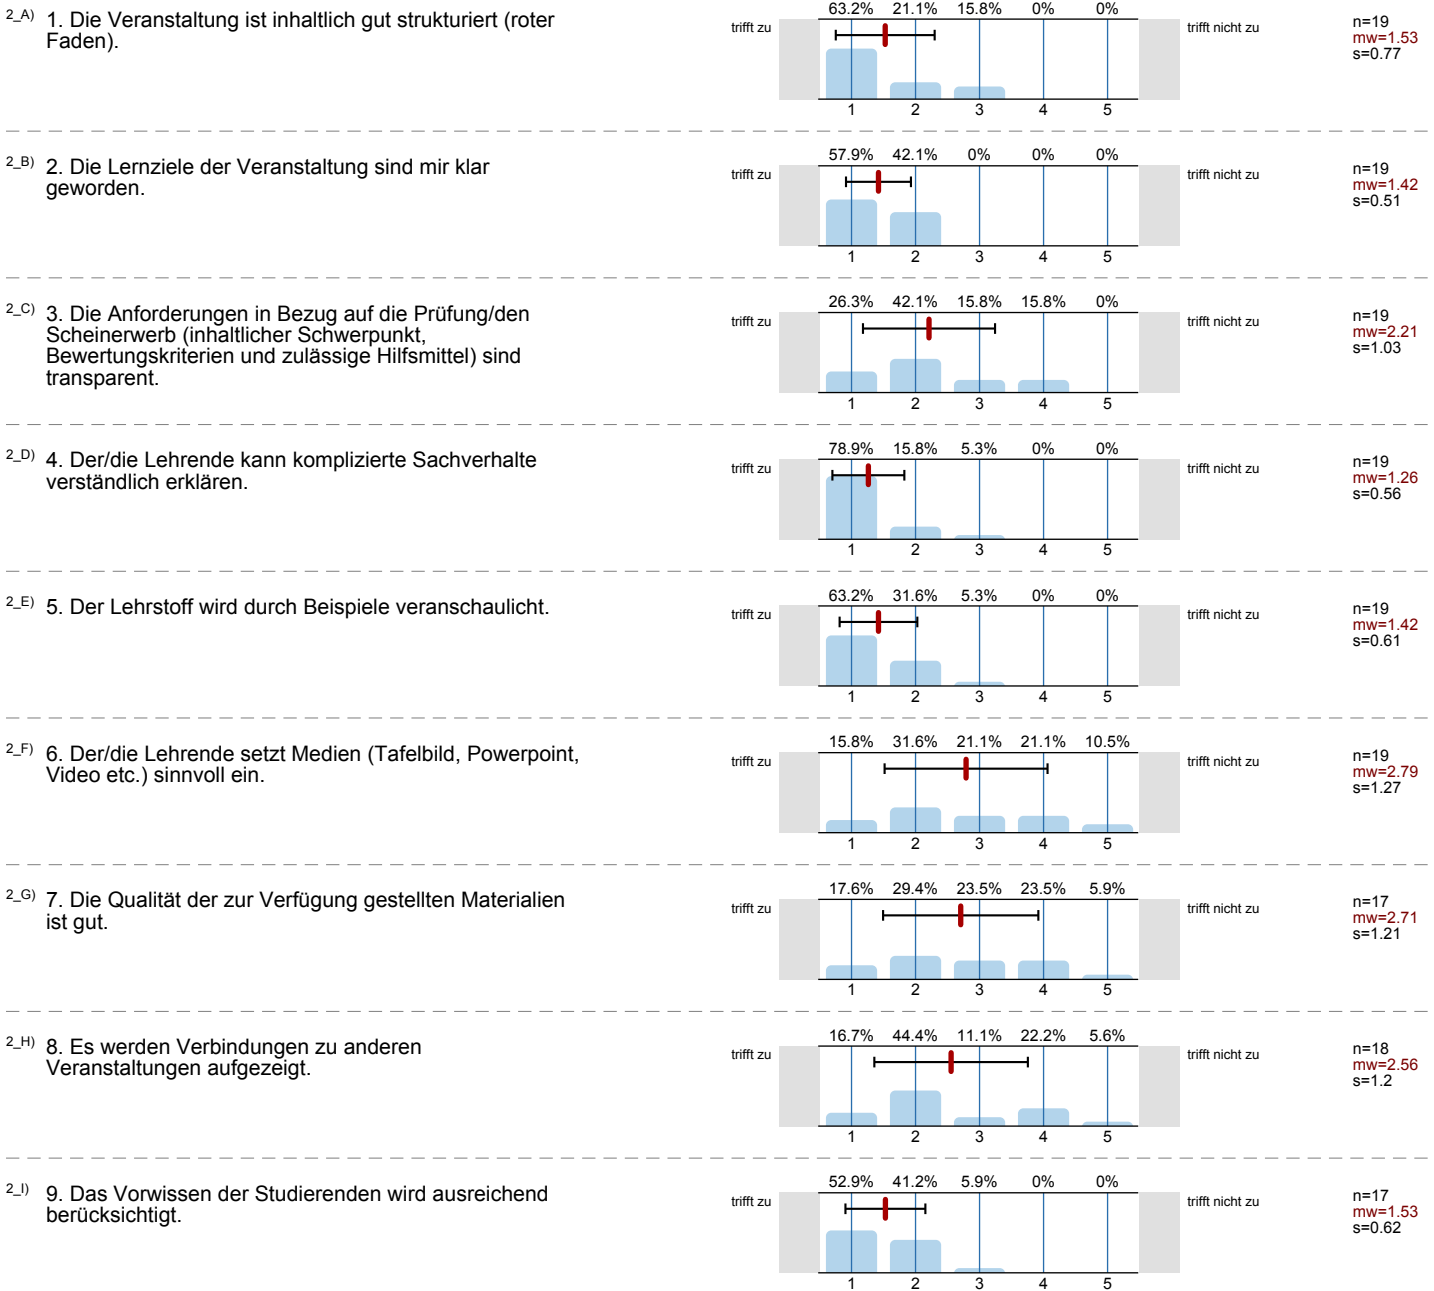 2_A) 1. Die Veranstaltung ist inhaltlich gut strukturiert (roter
Faden).
63.2% 21.1% 15.8% 0% 0%
trifft zu
trifft nicht zu
n=19
mw=1.53
s=0.77
1 2 3 4 5
2_B) 2. Die Lernziele der Veranstaltung sind mir klar
geworden.
57.9% 42.1% 0% 0% 0%
trifft zu
trifft nicht zu
n=19
mw=1.42
s=0.51
1 2 3 4 5
2_C) 3. Die Anforderungen in Bezug auf die Prüfung/den
Scheinerwerb (inhaltlicher Schwerpunkt,
Bewertungskriterien und zulässige Hilfsmittel) sind
transparent.
26.3% 42.1% 15.8% 15.8% 0%
trifft zu
trifft nicht zu
n=19
mw=2.21
s=1.03
1 2 3 4 5
2_D) 4. Der/die Lehrende kann komplizierte Sachverhalte
verständlich erklären.
78.9% 15.8% 5.3% 0% 0%
trifft zu
trifft nicht zu
n=19
mw=1.26
s=0.56
1 2 3 4 5
2_E) 5. Der Lehrstoff wird durch Beispiele veranschaulicht.
63.2% 31.6% 5.3% 0% 0%
trifft zu
trifft nicht zu
n=19
mw=1.42
s=0.61
1 2 3 4 5
2_F) 6. Der/die Lehrende setzt Medien (Tafelbild, Powerpoint,
Video etc.) sinnvoll ein.
15.8% 31.6% 21.1% 21.1% 10.5%
trifft zu
trifft nicht zu
n=19
mw=2.79
s=1.27
1 2 3 4 5
2_G) 7. Die Qualität der zur Verfügung gestellten Materialien
ist gut.
17.6% 29.4% 23.5% 23.5% 5.9%
trifft zu
trifft nicht zu
n=17
mw=2.71
s=1.21
1 2 3 4 5
2_H) 8. Es werden Verbindungen zu anderen
Veranstaltungen aufgezeigt.
16.7% 44.4% 11.1% 22.2% 5.6%
trifft zu
trifft nicht zu
n=18
mw=2.56
s=1.2
1 2 3 4 5
2_I) 9. Das Vorwissen der Studierenden wird ausreichend
berücksichtigt.
52.9% 41.2% 5.9% 0% 0%
trifft zu
trifft nicht zu
n=17
mw=1.53
s=0.62
1 2 3 4 5